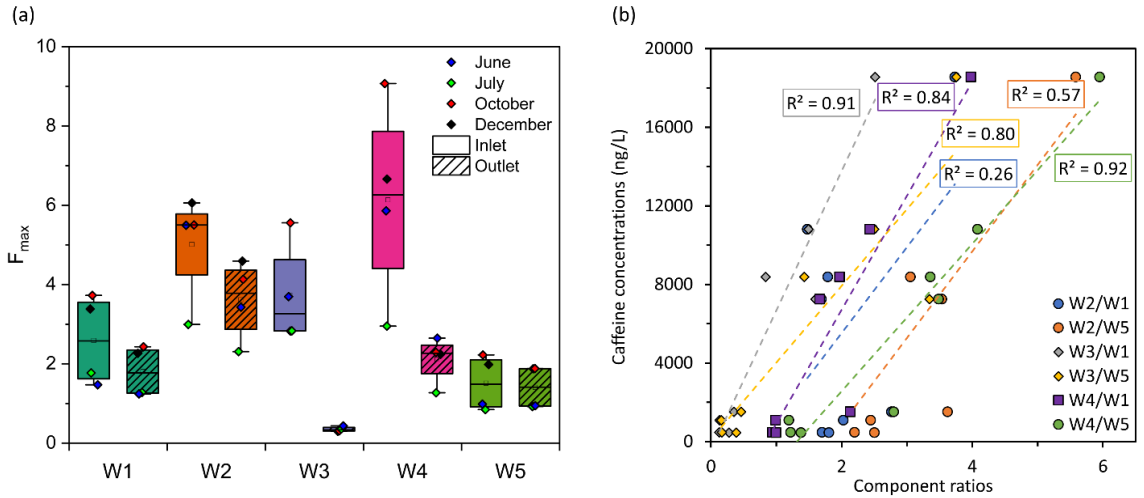 (a)
10
8
6
4
2
0
F_max
June
July
October
December
Inlet
Outlet
W1 W2 W3 W4 W5
(b)
20000
16000
12000
8000
4000
0
Caffeine concentrations (ng/L)
R² = 0.91
R² = 0.84
R² = 0.57
R² = 0.80
R² = 0.26
R² = 0.92
W2/W1
W2/W5
W3/W1
W3/W5
W4/W1
W4/W5
0 2 4 6
Component ratios